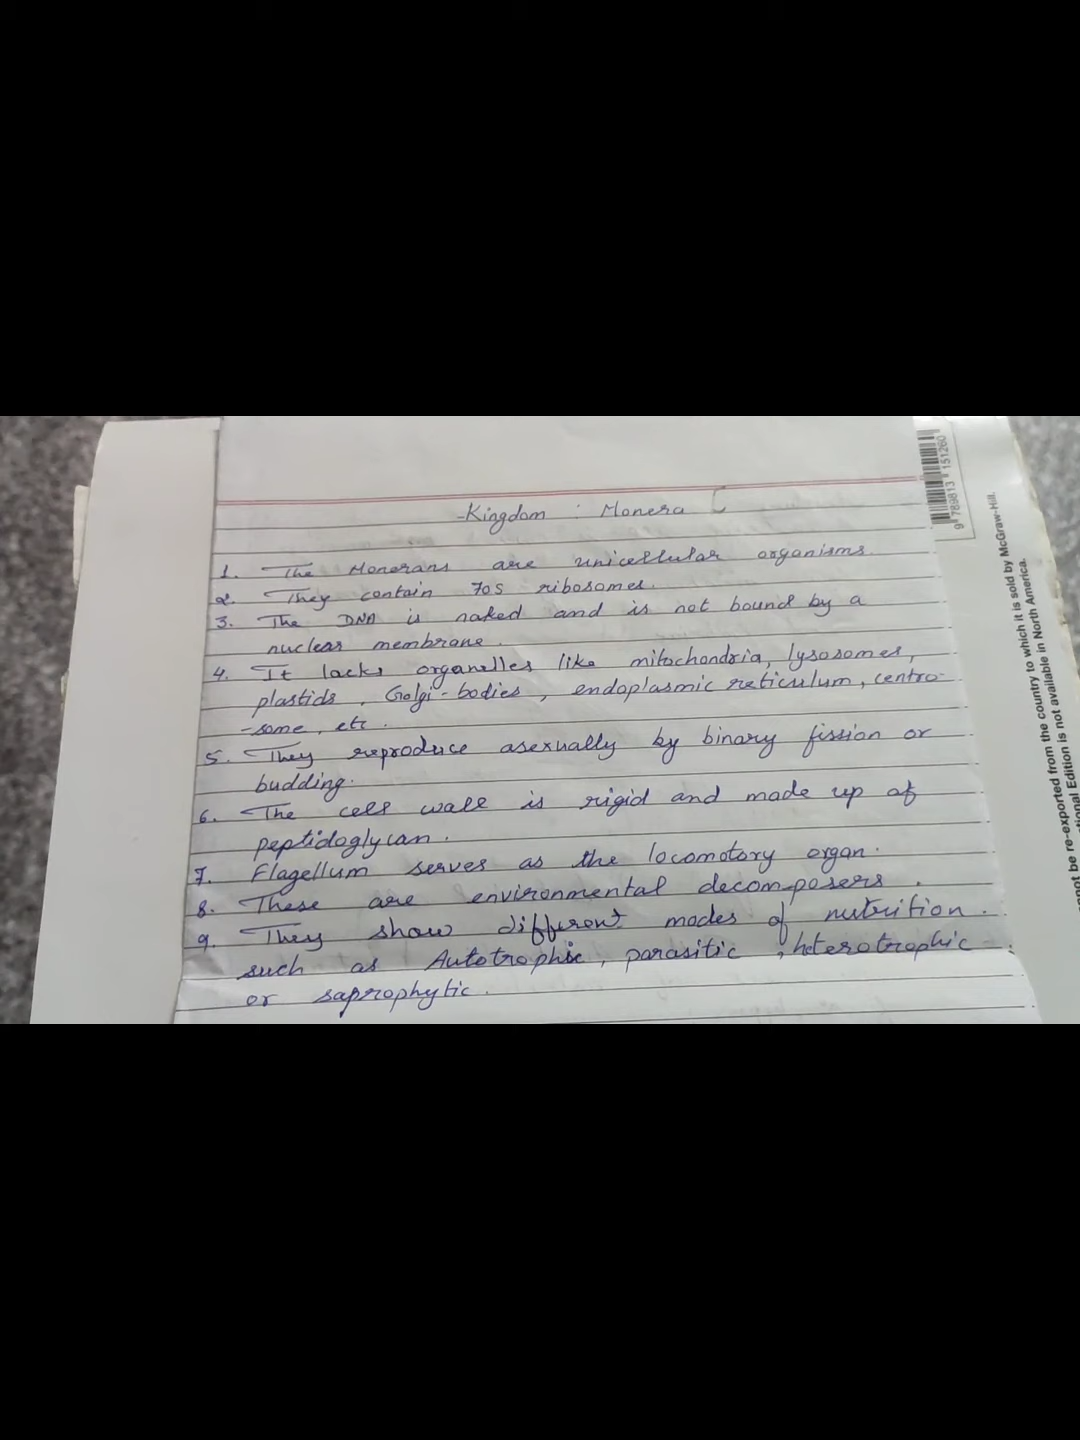 Kingdom : Monera
1. The Monerans are unicellular organisms.
2. They contain 70s ribosomes.
3. The DNA is naked and is not bound by a
nuclear membrane.
4. It lacks organelles like mitochondria, lysosomes,
plastids, Golgi-bodies, endoplasmic reticulum, centro-
-some, etc.
5. They reproduce asexually by binary fission or
budding.
6. The cell wall is rigid and made up of
peptidoglycan.
7. Flagellum serves as the locomotory organ.
8. These are environmental decomposers.
9. They show different modes of nutrition.
such as Autotrophic, parasitic, heterotrophic
or saprophytic.
9 789813 151260
not be re-exported from the country to which it is sold by McGraw-Hill.
tional Edition is not available in North America.